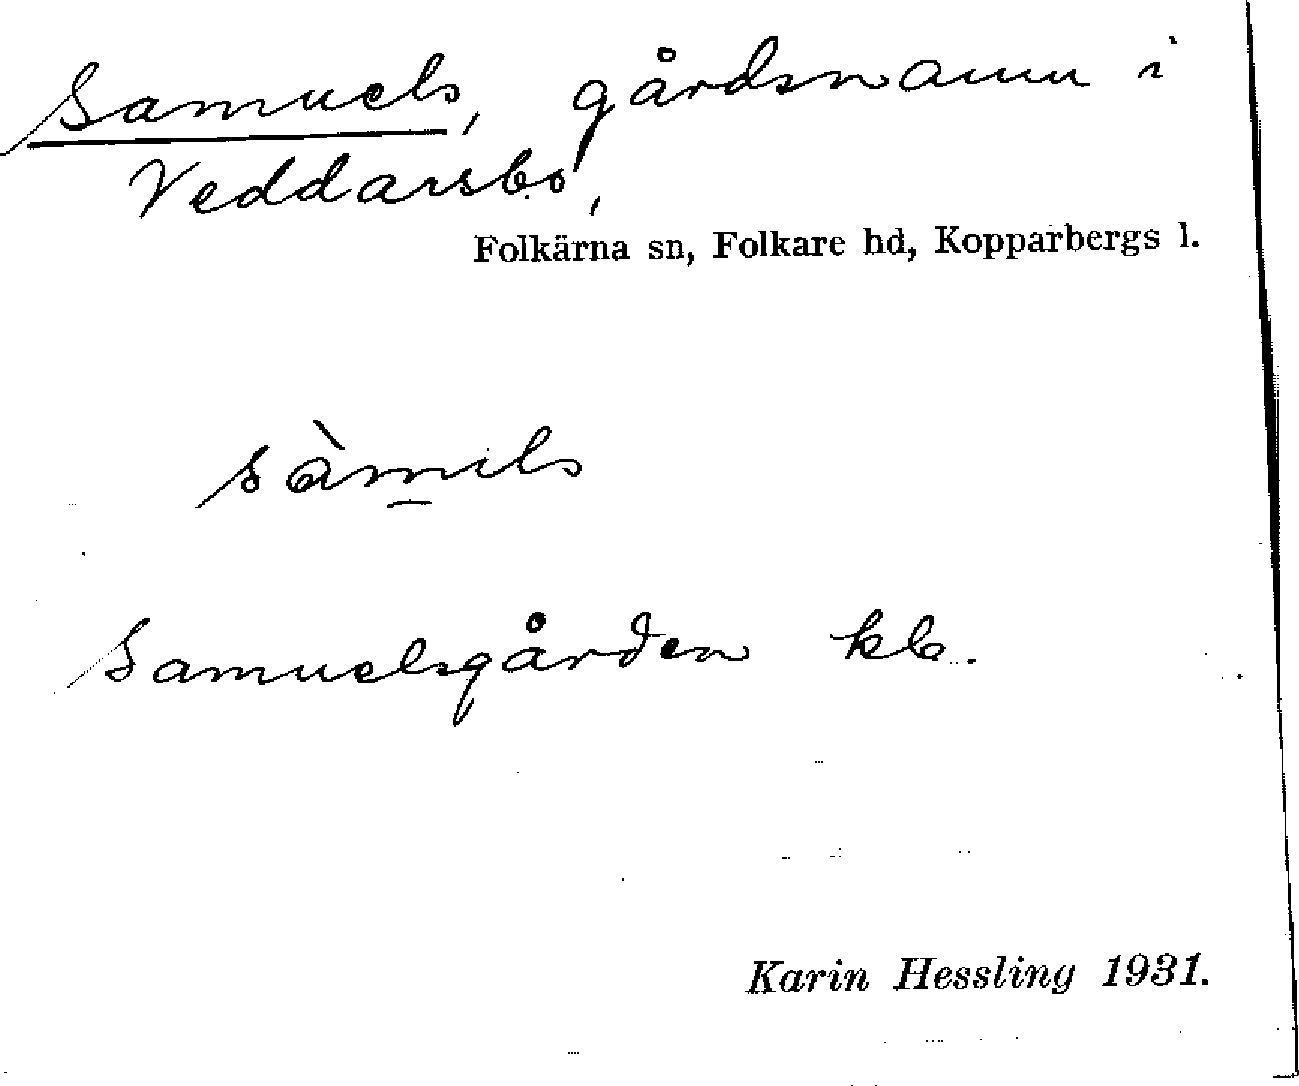 Samuels, gårdsnamn i
Veddarsbo,
Folkärna sn, Folkare hd, Kopparbergs l.
sàmils
Samuelsgården kb.
Karin Hessling 1931.